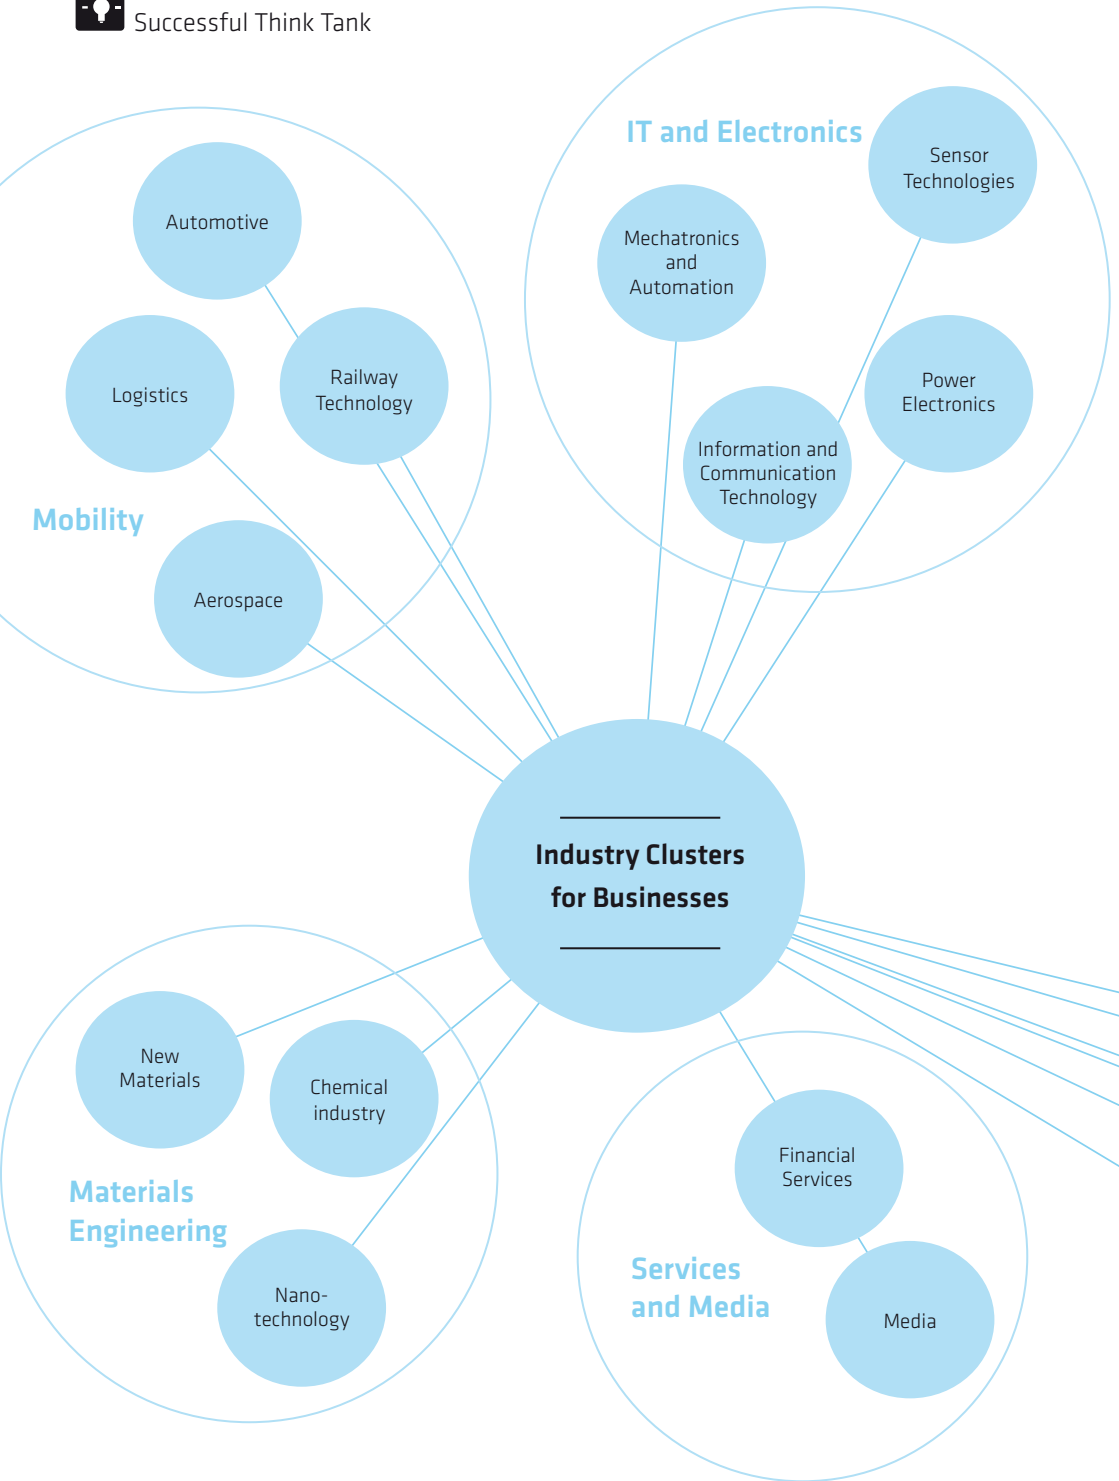 Successful Think Tank
IT and Electronics
Sensor
Technologies
Mechatronics
and
Automation
Power
Electronics
Information and
Communication
Technology
Automotive
Railway
Technology
Logistics
Mobility
Aerospace
Industry Clusters
for Businesses
New
Materials
Chemical
industry
Materials
Engineering
Nano-
technology
Financial
Services
Services
and Media
Media